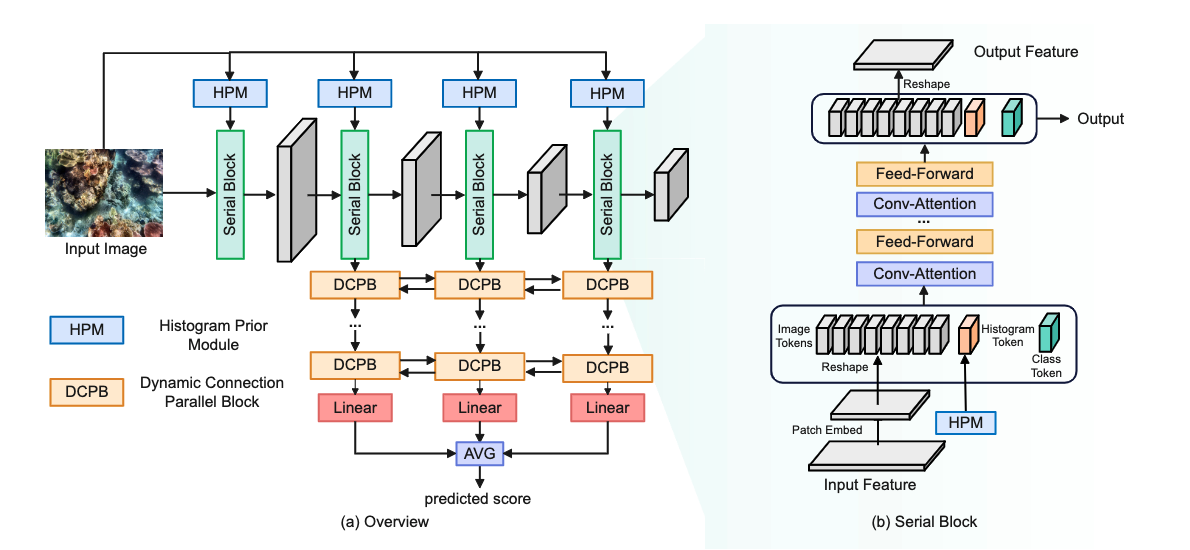 HPM
HPM
HPM
HPM
Serial Block
Serial Block
Serial Block
Serial Block
Input Image
DCPB
DCPB
DCPB
...
...
...
DCPB
DCPB
DCPB
Linear
Linear
Linear
AVG
predicted score
HPM
Histogram Prior
Module
DCPB
Dynamic Connection
Parallel Block
(a) Overview
Output Feature
Reshape
Output
Feed-Forward
Conv-Attention
...
Feed-Forward
Conv-Attention
Image
Tokens
Histogram
Token
Class
Token
Reshape
Patch Embed
HPM
Input Feature
(b) Serial Block